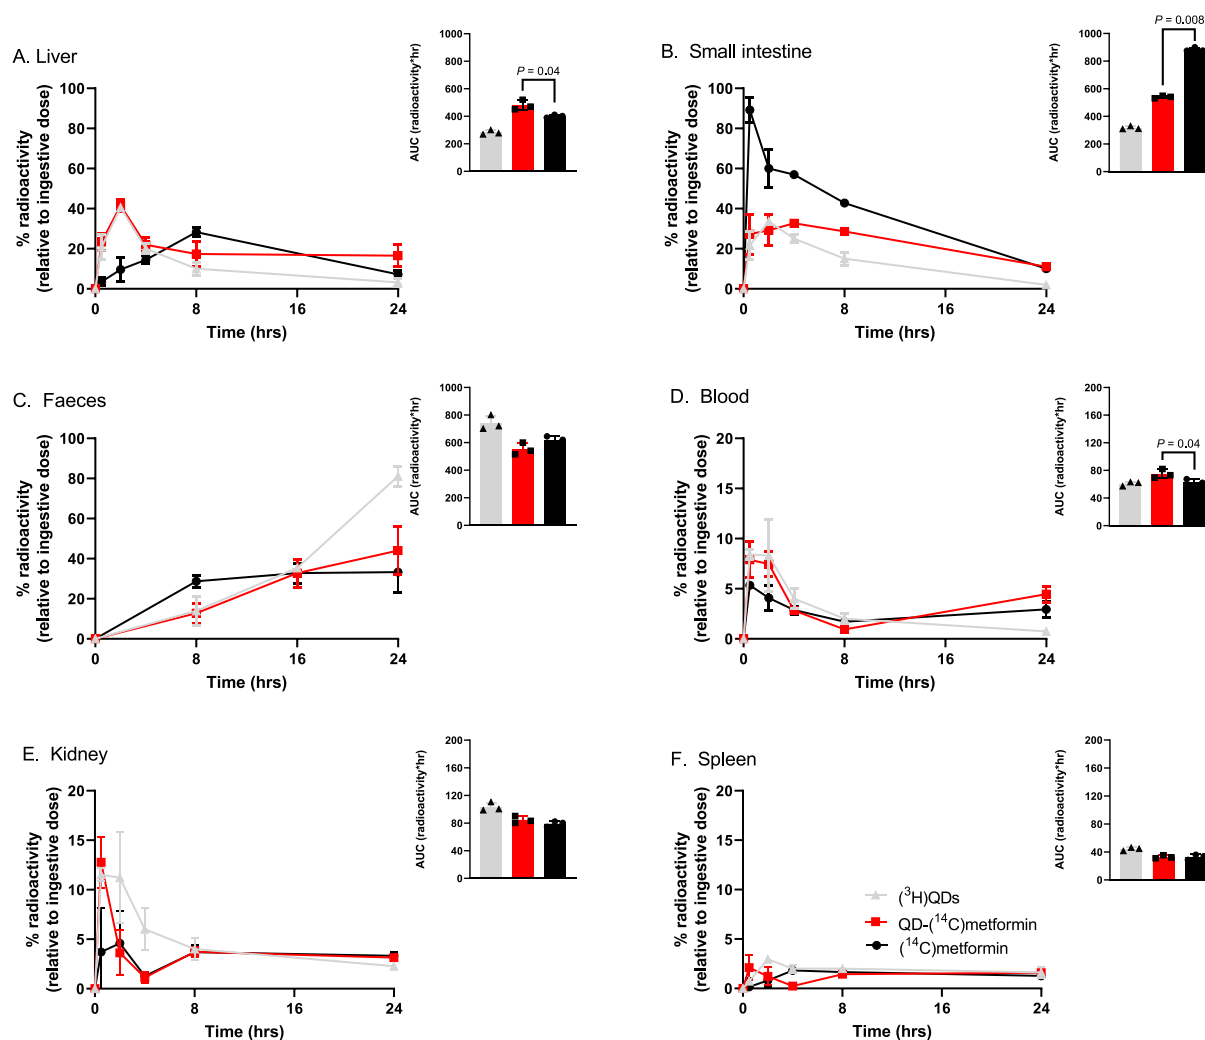 A. Liver
% radioactivity
(relative to ingestive dose)
100
80
60
40
20
0
0 8 16 24
Time (hrs)
AUC (radioactivity*hr)
1000
800
600
400
200
0
P = 0.04
B. Small intestine
% radioactivity
(relative to ingestive dose)
100
80
60
40
20
0
0 8 16 24
Time (hrs)
AUC (radioactivity*hr)
1000
800
600
400
200
0
P = 0.008
C. Faeces
% radioactivity
(relative to ingestive dose)
100
80
60
40
20
0
0 8 16 24
Time (hrs)
AUC (radioactivity*hr)
1000
800
600
400
200
0
D. Blood
% radioactivity
(relative to ingestive dose)
20
15
10
5
0
0 8 16 24
Time (hrs)
AUC (radioactivity*hr)
200
160
120
80
40
0
P = 0.04
E. Kidney
% radioactivity
(relative to ingestive dose)
20
15
10
5
0
0 8 16 24
Time (hrs)
AUC (radioactivity*hr)
200
160
120
80
40
0
F. Spleen
% radioactivity
(relative to ingestive dose)
20
15
10
5
0
0 8 16 24
Time (hrs)
(³H)QDs
QD-(¹⁴C)metformin
(¹⁴C)metformin
AUC (radioactivity*hr)
200
160
120
80
40
0